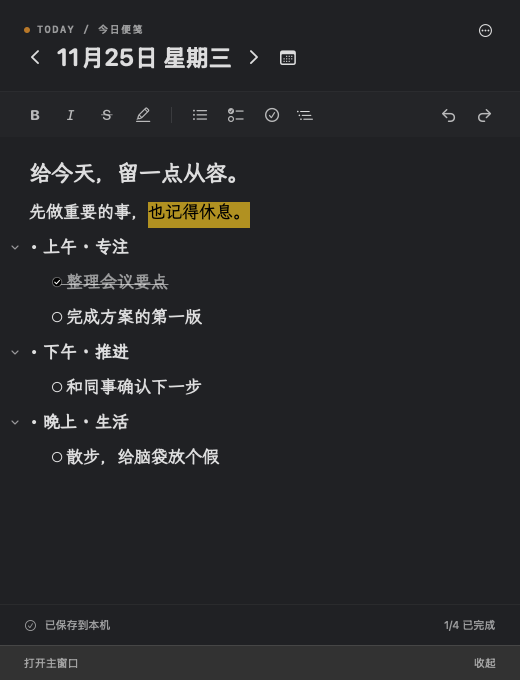 TODAY / 今日便笺
11月25日 星期三
B I S
给今天，留一点从容。
先做重要的事，也记得休息。
• 上午·专注
整理会议要点
完成方案的第一版
• 下午·推进
和同事确认下一步
• 晚上·生活
散步，给脑袋放个假
已保存到本机 1/4 已完成
打开主窗口 收起